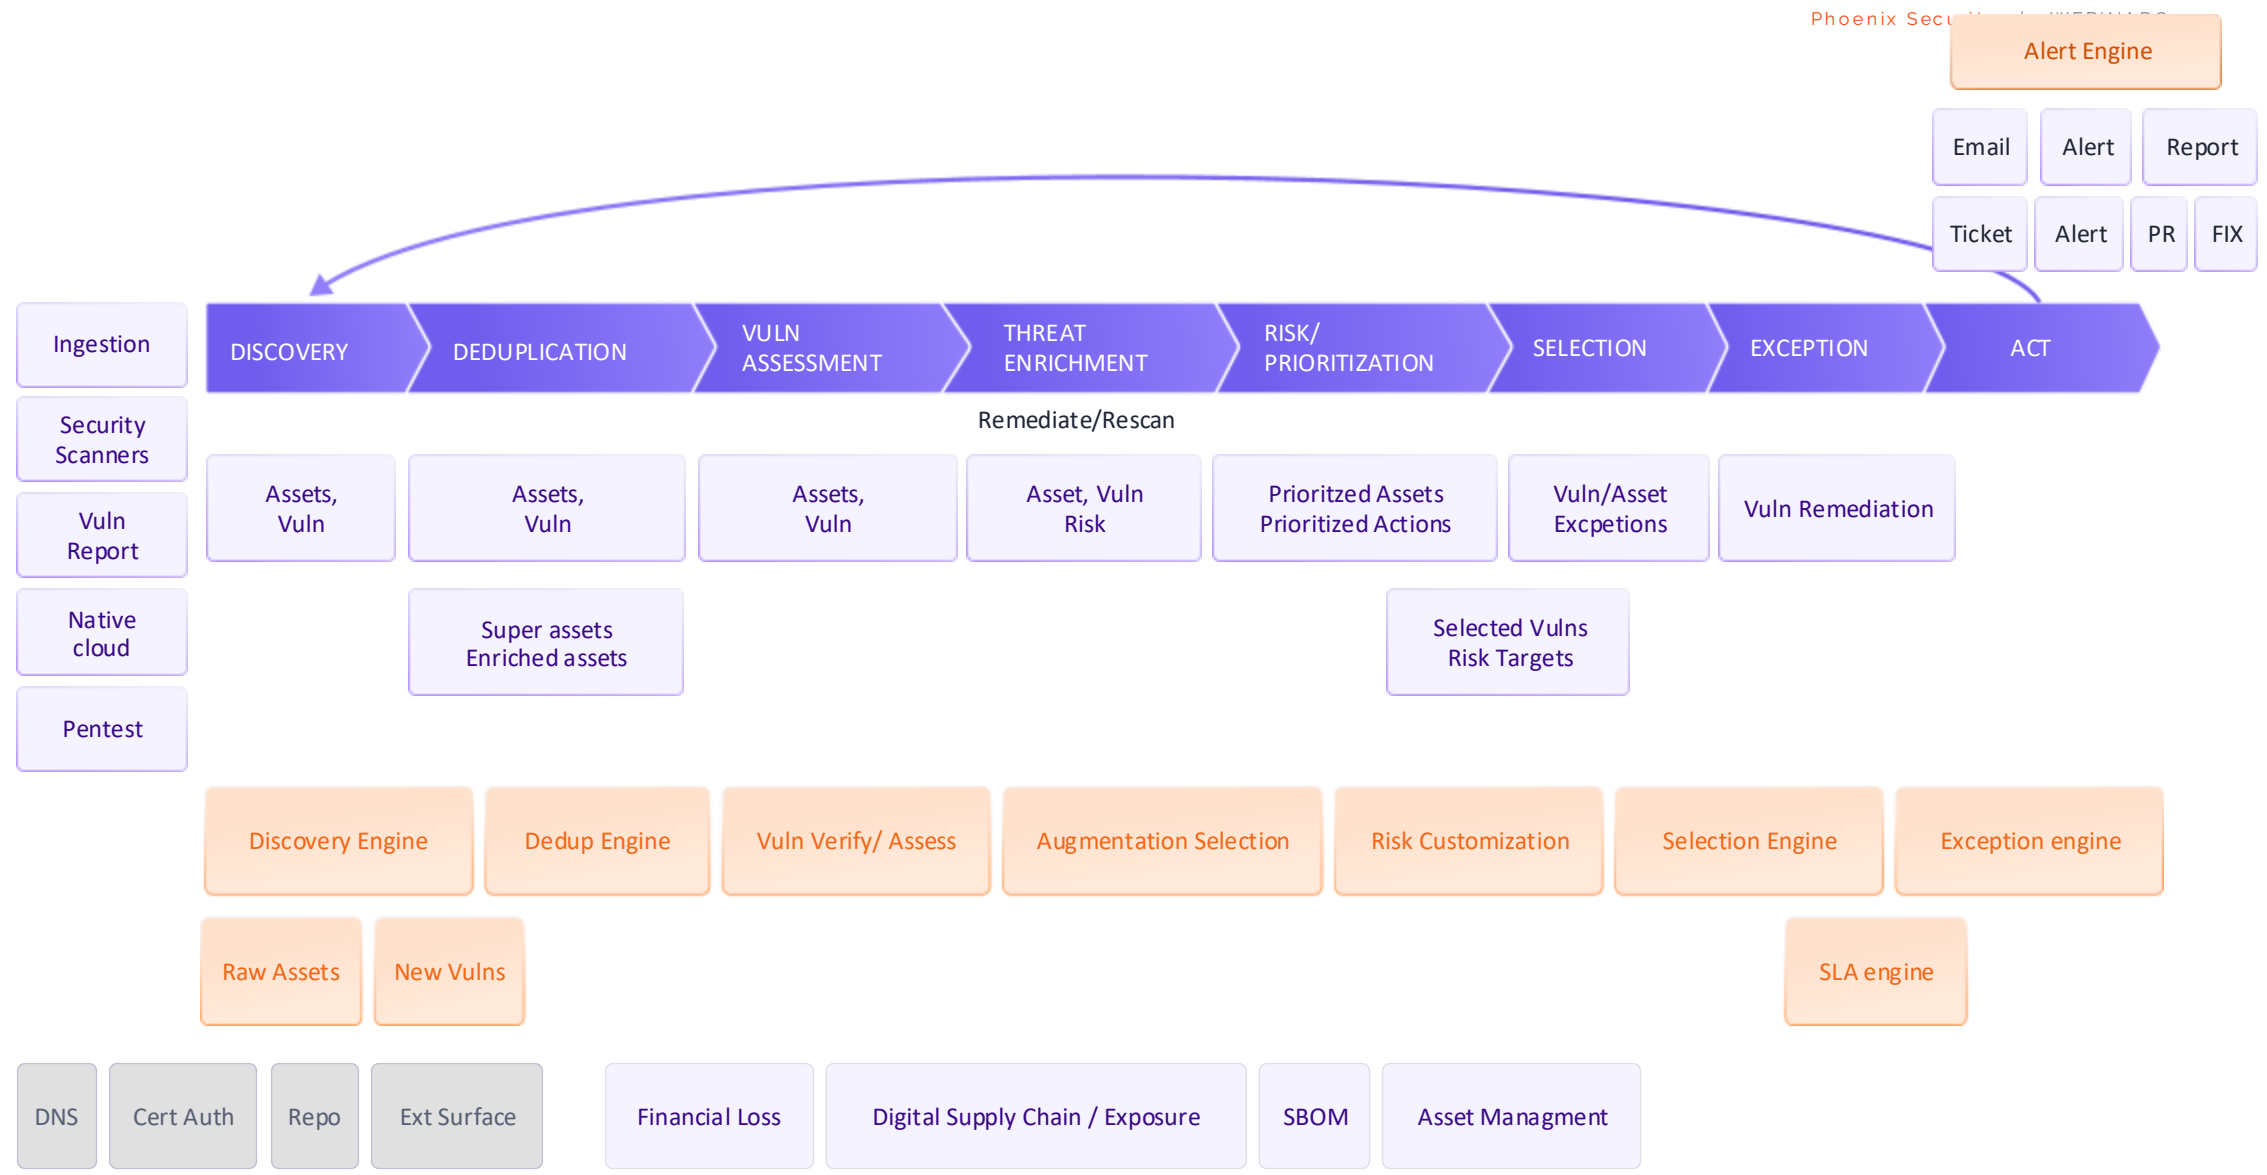 Phoenix Secu
Alert Engine
Email
Alert
Report
Ticket
Alert
PR
FIX
Ingestion
DISCOVERY
DEDUPLICATION
VULN
ASSESSMENT
THREAT
ENRICHMENT
RISK/
PRIORITIZATION
SELECTION
EXCEPTION
ACT
Remediate/Rescan
Security
Scanners
Vuln
Report
Native
cloud
Pentest
Assets,
Vuln
Assets,
Vuln
Assets,
Vuln
Asset, Vuln
Risk
Prioritzed Assets
Prioritized Actions
Vuln/Asset
Excpetions
Vuln Remediation
Super assets
Enriched assets
Selected Vulns
Risk Targets
Discovery Engine
Dedup Engine
Vuln Verify/ Assess
Augmentation Selection
Risk Customization
Selection Engine
Exception engine
Raw Assets
New Vulns
SLA engine
DNS
Cert Auth
Repo
Ext Surface
Financial Loss
Digital Supply Chain / Exposure
SBOM
Asset Managment